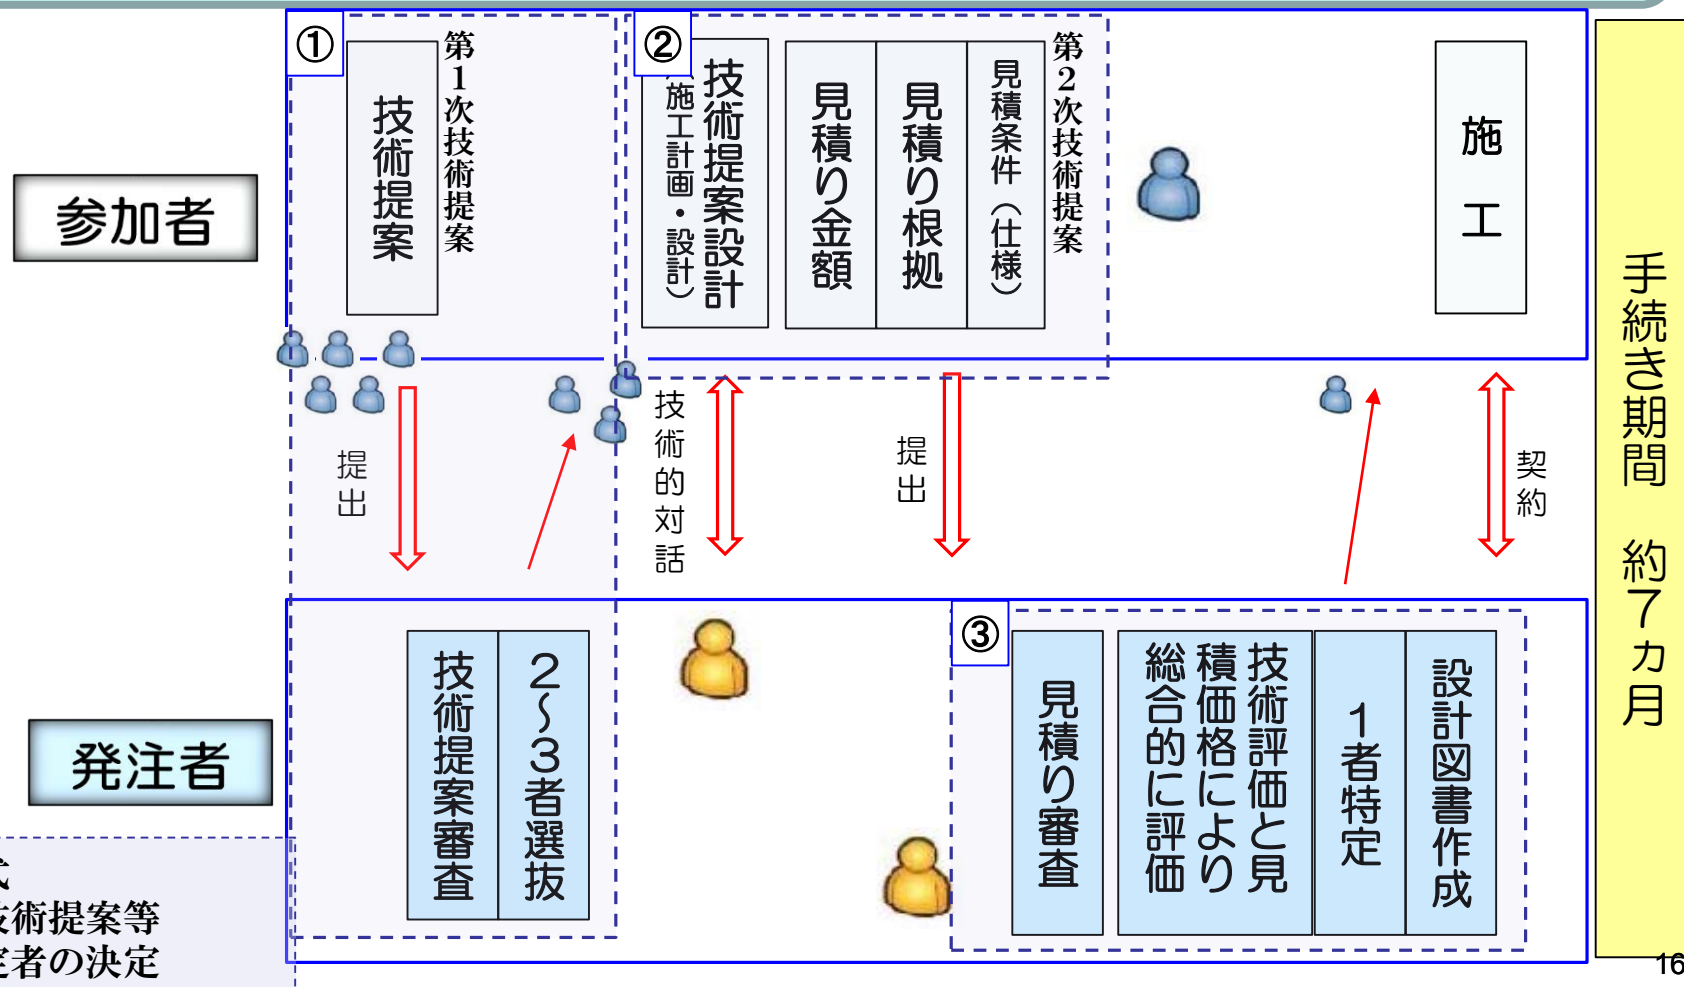 ①
技術提案
第1次技術提案
②
技術提案設計
施工計画・設計）
見積り金額
見積り根拠
見積条件（仕様）
第2次技術提案
施工
参加者
手続き期間　約7カ月
提出
技術的対話
提出
契約
発注者
技術提案審査
2～3者選抜
③
見積り審査
技術評価と見
積価格により
総合的に評価
1者特定
設計図書作成
術提案等
者の決定
16